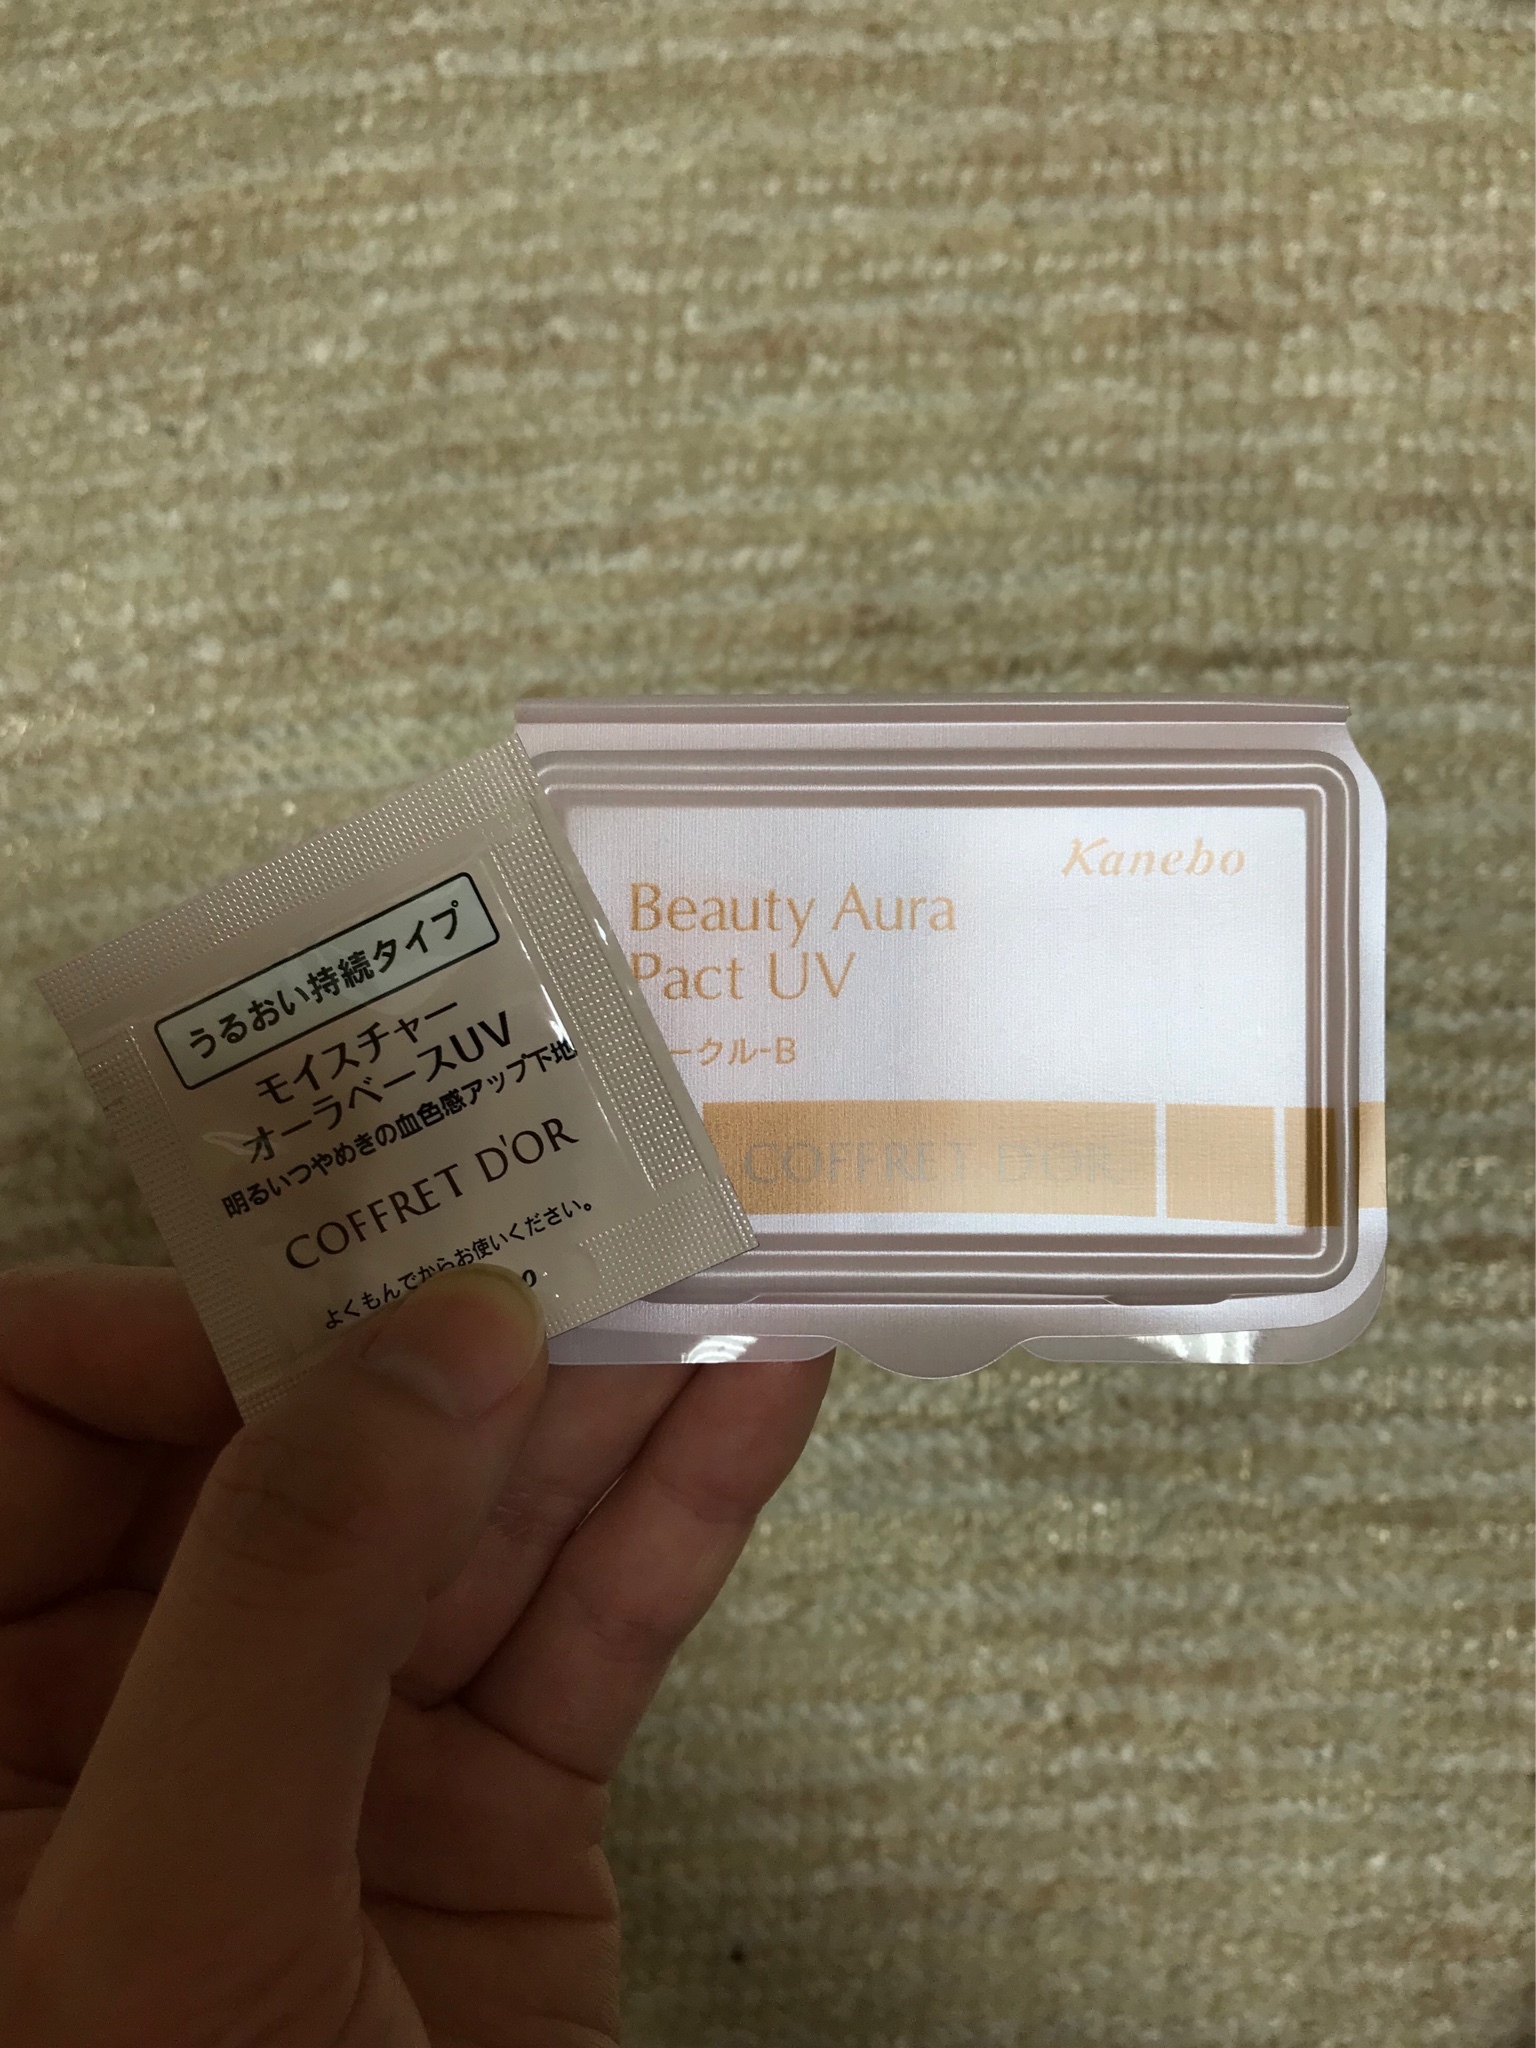 うるおい持続タイプ
モイスチャー
オーラベースUV
明るいつやめきの血色感アップ下地
COFFRET D'OR
よくもんでからお使いください。
Kanebo
Beauty Aura
Pact UV
ークル-B
COFFRET D'OR